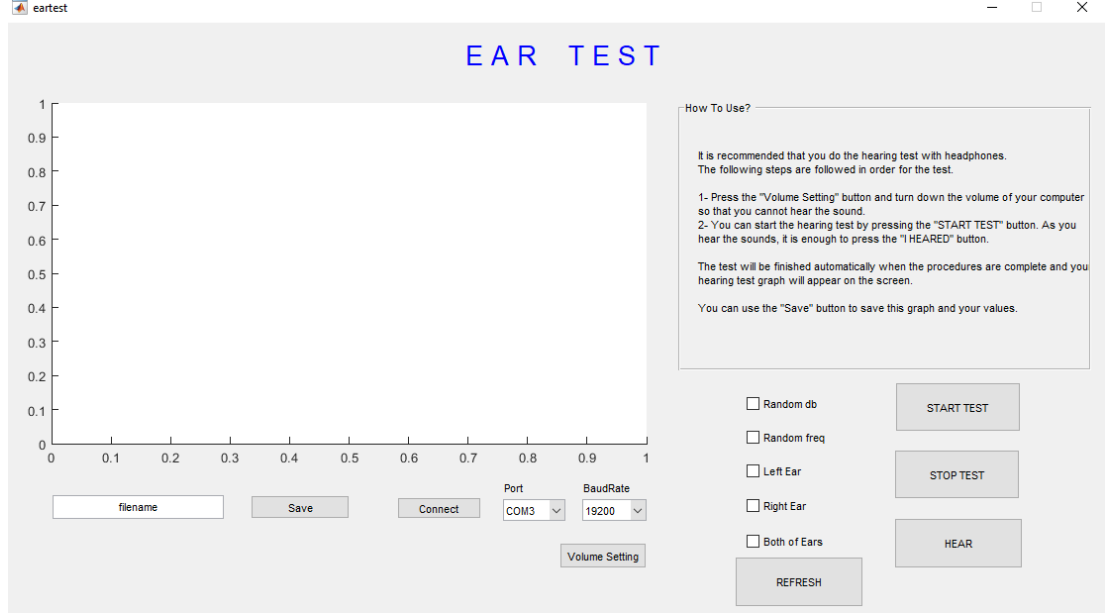 eartest
EAR TEST
1
0.9
0.8
0.7
0.6
0.5
0.4
0.3
0.2
0.1
0
0 0.1 0.2 0.3 0.4 0.5 0.6 0.7 0.8 0.9 1
How To Use?
It is recommended that you do the hearing test with headphones.
The following steps are followed in order for the test.
1- Press the "Volume Setting" button and turn down the volume of your computer
so that you cannot hear the sound.
2- You can start the hearing test by pressing the "START TEST" button. As you
hear the sounds, it is enough to press the "I HEARED" button.
The test will be finished automatically when the procedures are complete and you
hearing test graph will appear on the screen.
You can use the "Save" button to save this graph and your values.
filename
Save
Connect
Port
COM3
BaudRate
19200
Volume Setting
Random db
Random freq
Left Ear
Right Ear
Both of Ears
REFRESH
START TEST
STOP TEST
HEAR